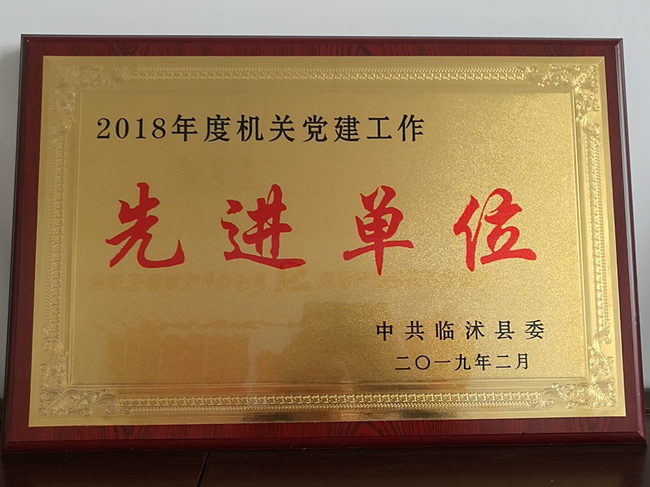 2018年度机关党建工作
先进单位
中共临沭县委
二〇一九年二月